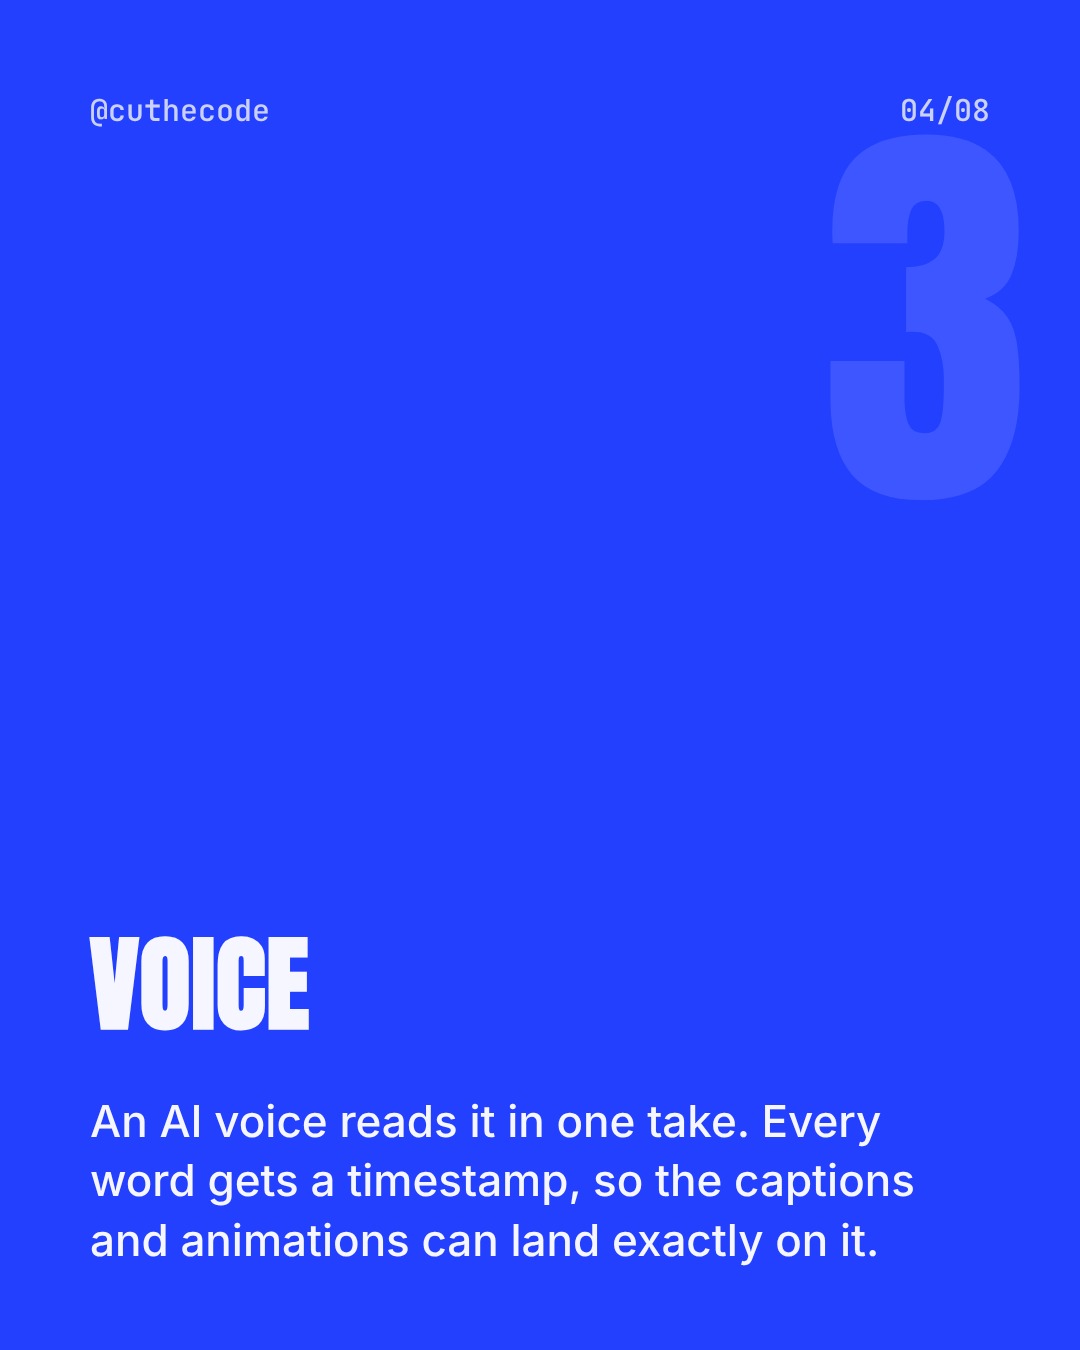 @cuthecode
04/08
3
VOICE
An AI voice reads it in one take. Every
word gets a timestamp, so the captions
and animations can land exactly on it.